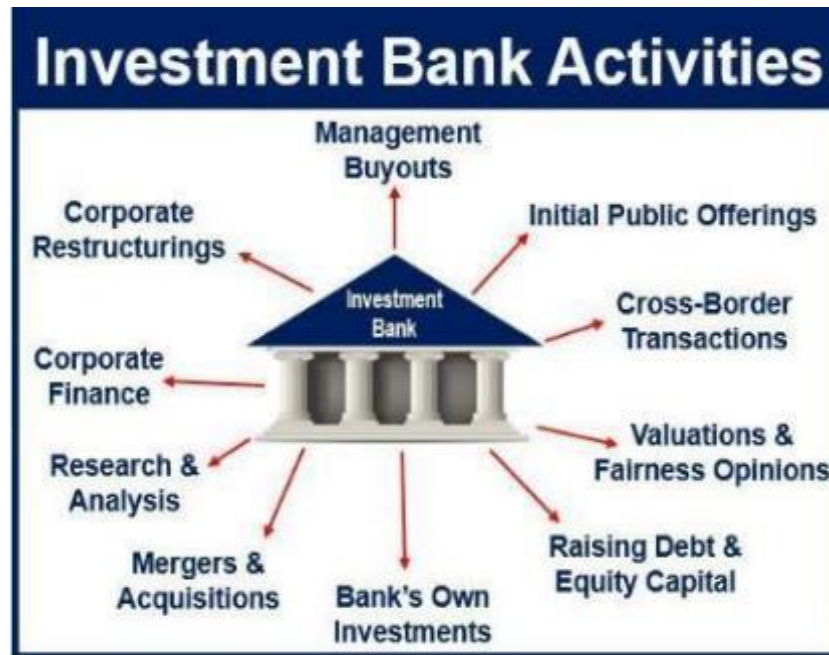 Investment Bank Activities
Management
Buyouts
Corporate
Restructurings
Initial Public Offerings
Investment
Bank
Cross-Border
Transactions
Corporate
Finance
Valuations &
Fairness Opinions
Research &
Analysis
Mergers &
Acquisitions
Raising Debt &
Equity Capital
Bank's Own
Investments